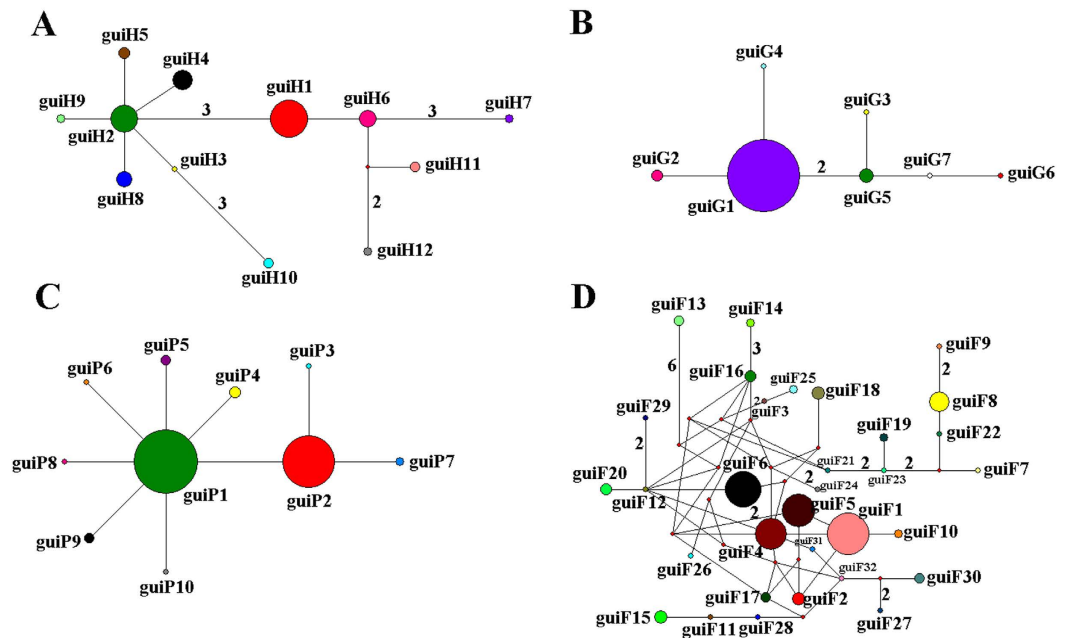 A
guiH5
guiH4
guiH1
guiH6
3
3
guiH7
guiH9
guiH2
guiH3
guiH11
guiH8
3
2
guiH10
guiH12
B
guiG4
guiG3
guiG2
2
guiG7
guiG6
guiG1
guiG5
C
guiP3
guiP5
guiP6
guiP4
guiP8
guiP7
guiP1
guiP2
guiP9
guiP10
D
guiF13
guiF14
guiF9
3
6
2
guiF16
guiF25
guiF18
guiF29
2
guiF3
guiF8
guiF19
guiF22
2
guiF6
guiF21
2
2
guiF7
guiF20
2
guiF23
guiF12
guiF24
guiF5
guiF1
2
guiF10
guiF4
guiF31
guiF26
guiF32
guiF30
guiF17
guiF2
2
guiF27
guiF15
guiF11
guiF28